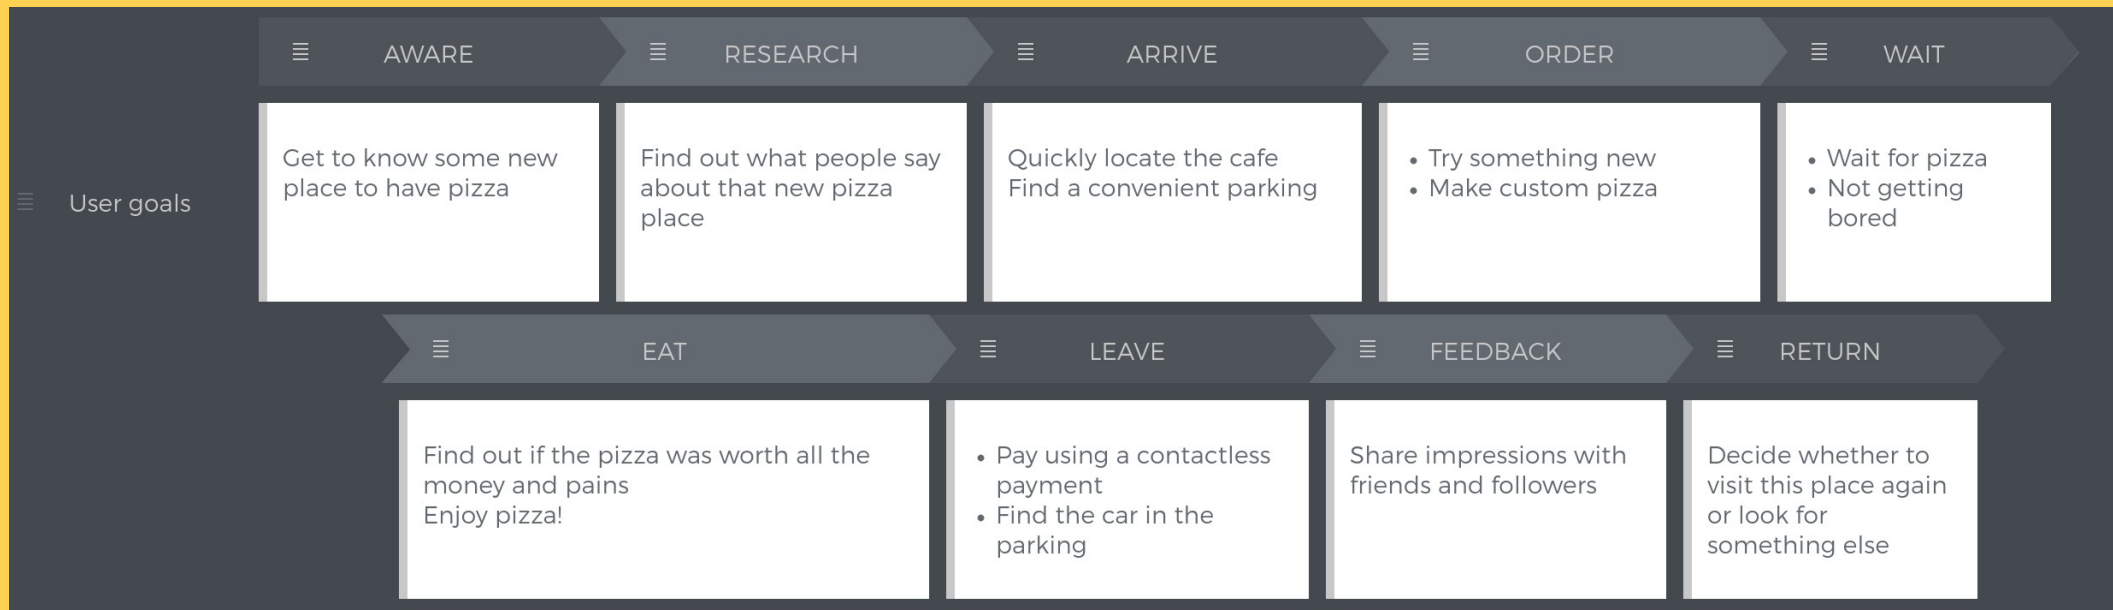 AWARE
RESEARCH
ARRIVE
ORDER
WAIT
User goals
Get to know some new
place to have pizza
Find out what people say
about that new pizza
place
Quickly locate the cafe
Find a convenient parking
• Try something new
• Make custom pizza
• Wait for pizza
• Not getting
bored
EAT
LEAVE
FEEDBACK
RETURN
Find out if the pizza was worth all the
money and pains
Enjoy pizza!
• Pay using a contactless
payment
• Find the car in the
parking
Share impressions with
friends and followers
Decide whether to
visit this place again
or look for
something else